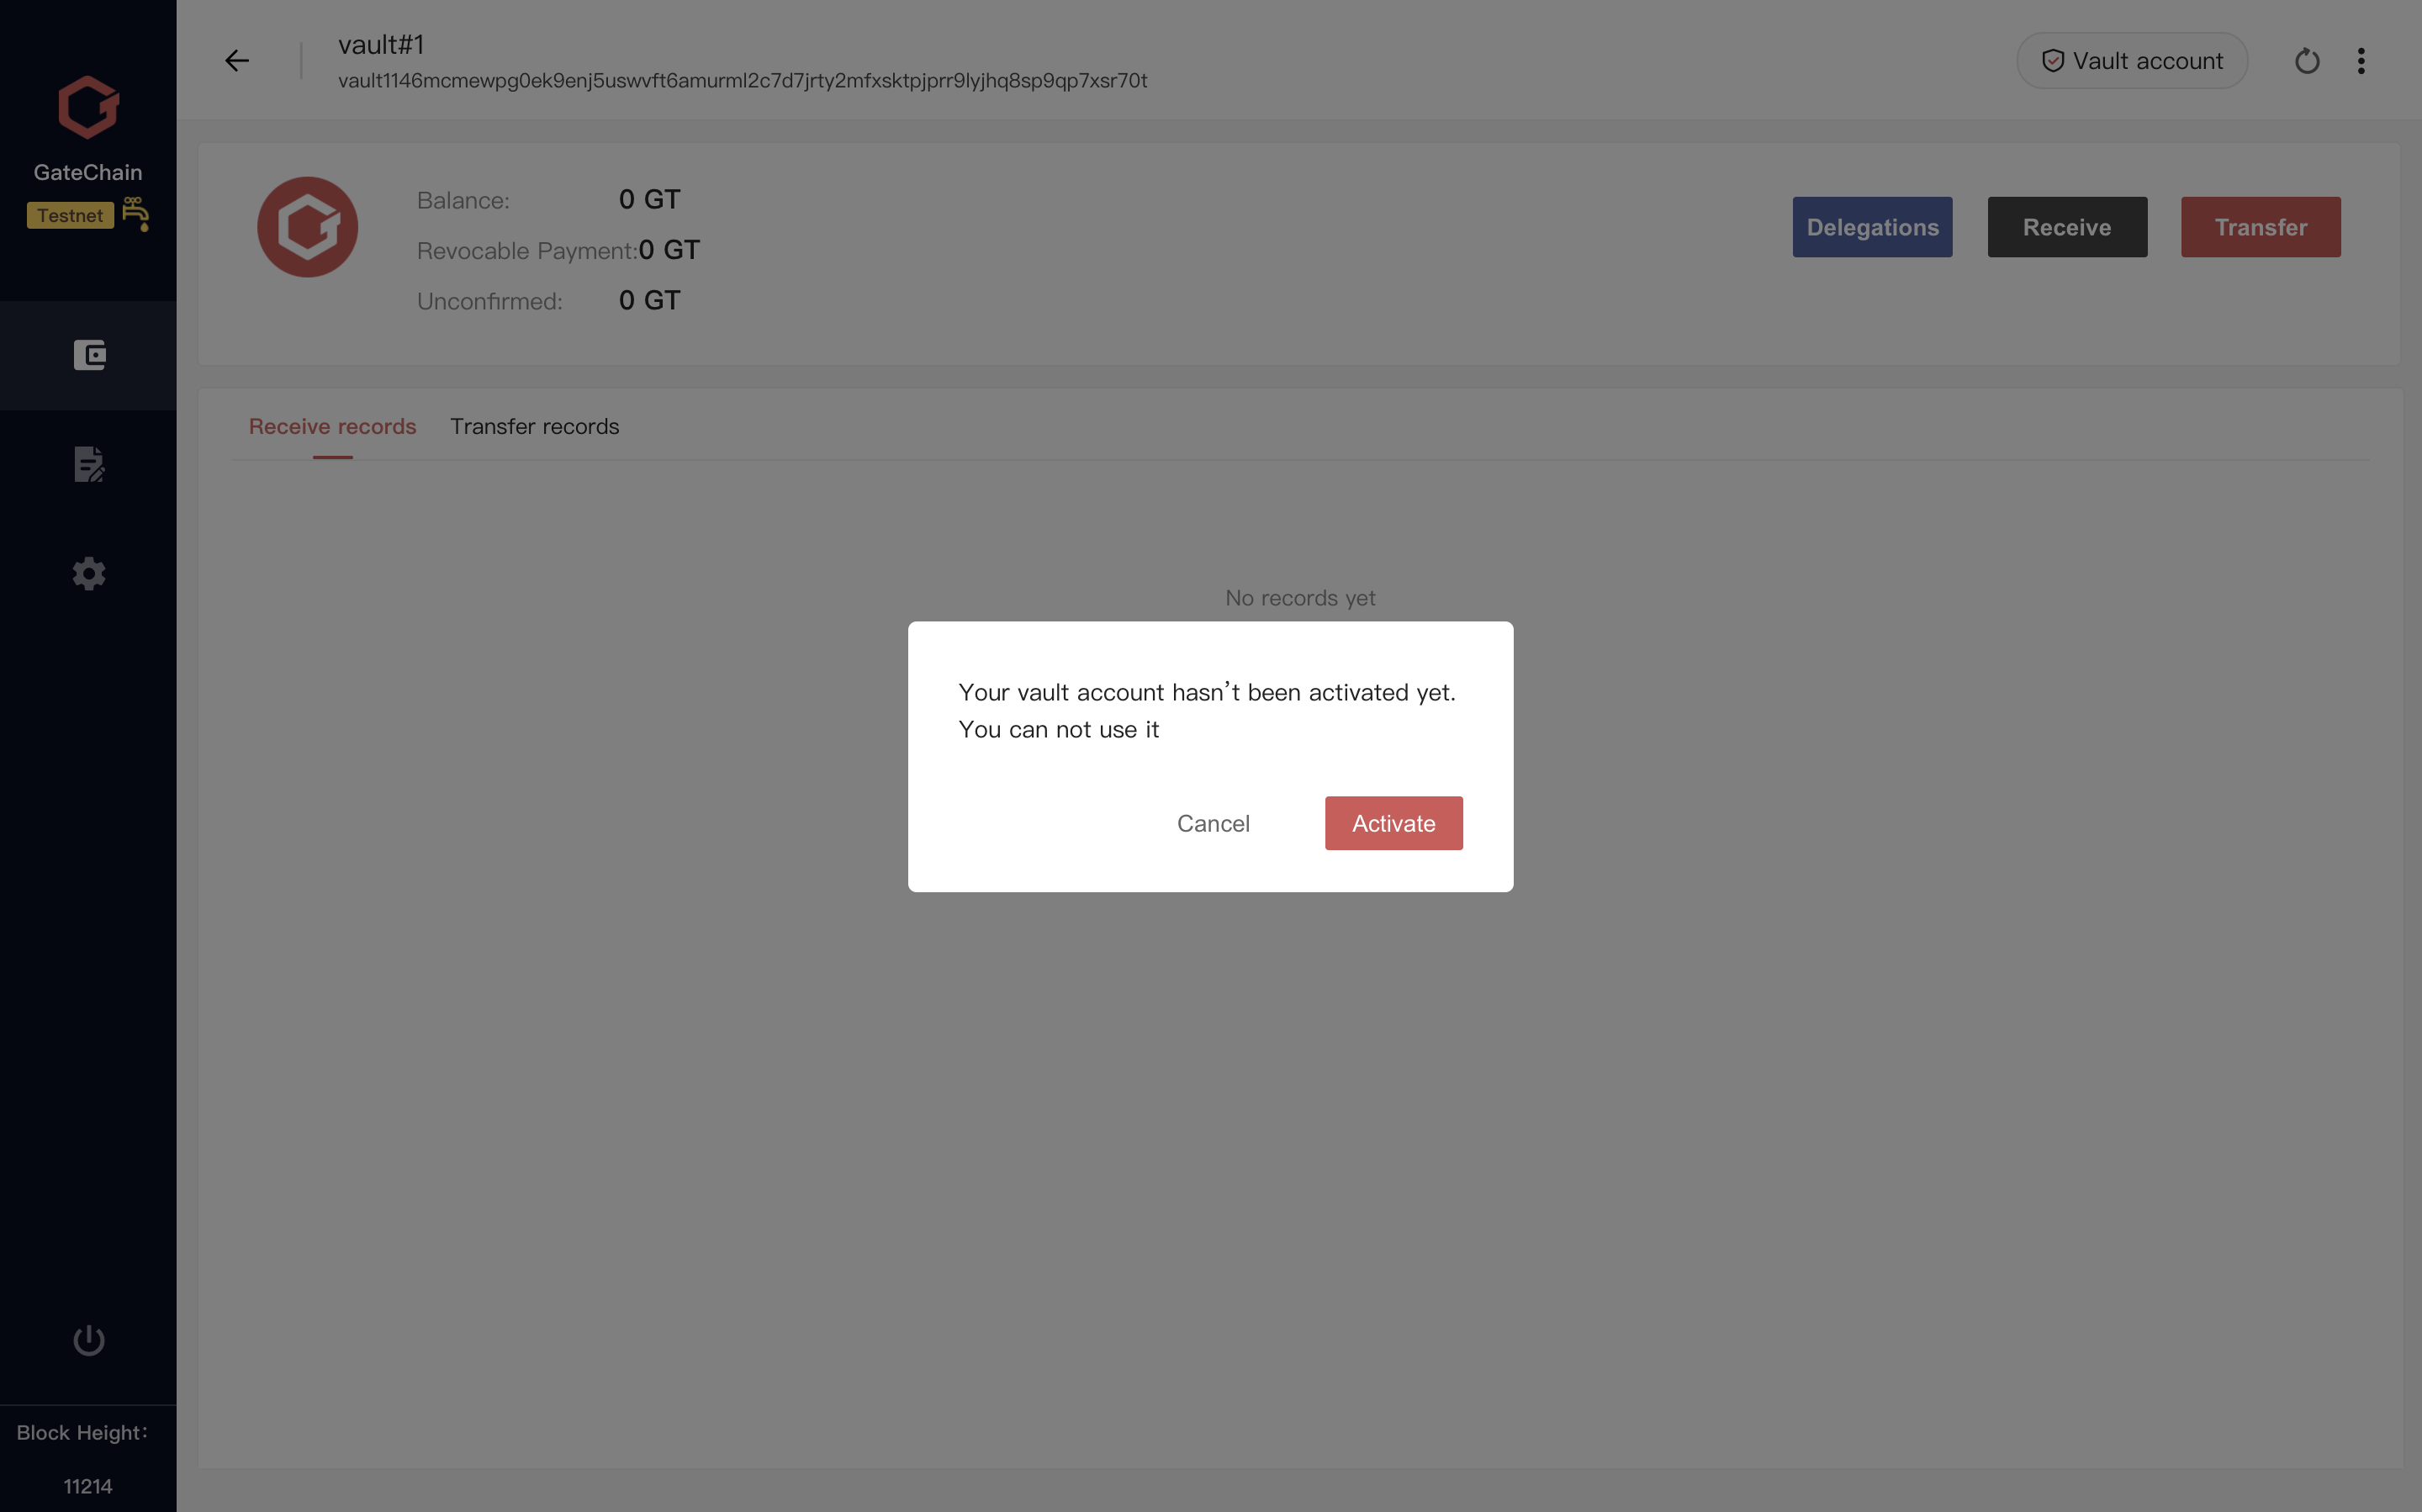 vault#1
vault1146mcmewpg0ek9enj5uswvft6amurml2c7d7jrty2mfxsktpjprr9lyjhq8sp9qp7xsr70t
Vault account
GateChain
Testnet
Balance: 0 GT
Revocable Payment: 0 GT
Unconfirmed: 0 GT
Delegations
Receive
Transfer
Receive records
Transfer records
No records yet
Your vault account hasn't been activated yet.
You can not use it
Cancel
Activate
Block Height:
11214